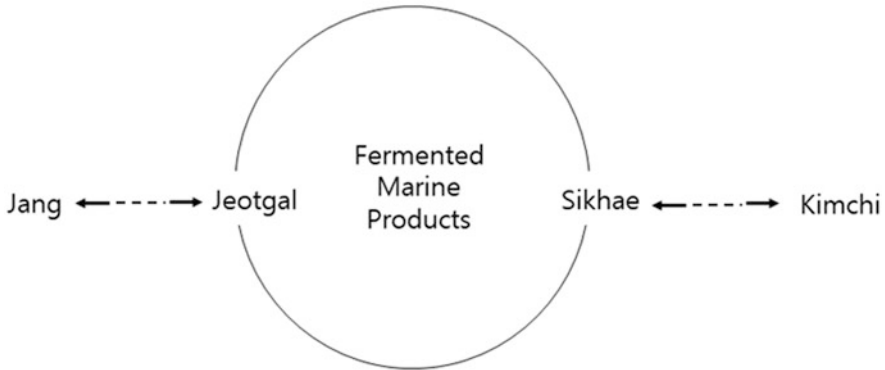 Fermented
Marine
Products
Jang
Jeotgal
Sikhae
Kimchi